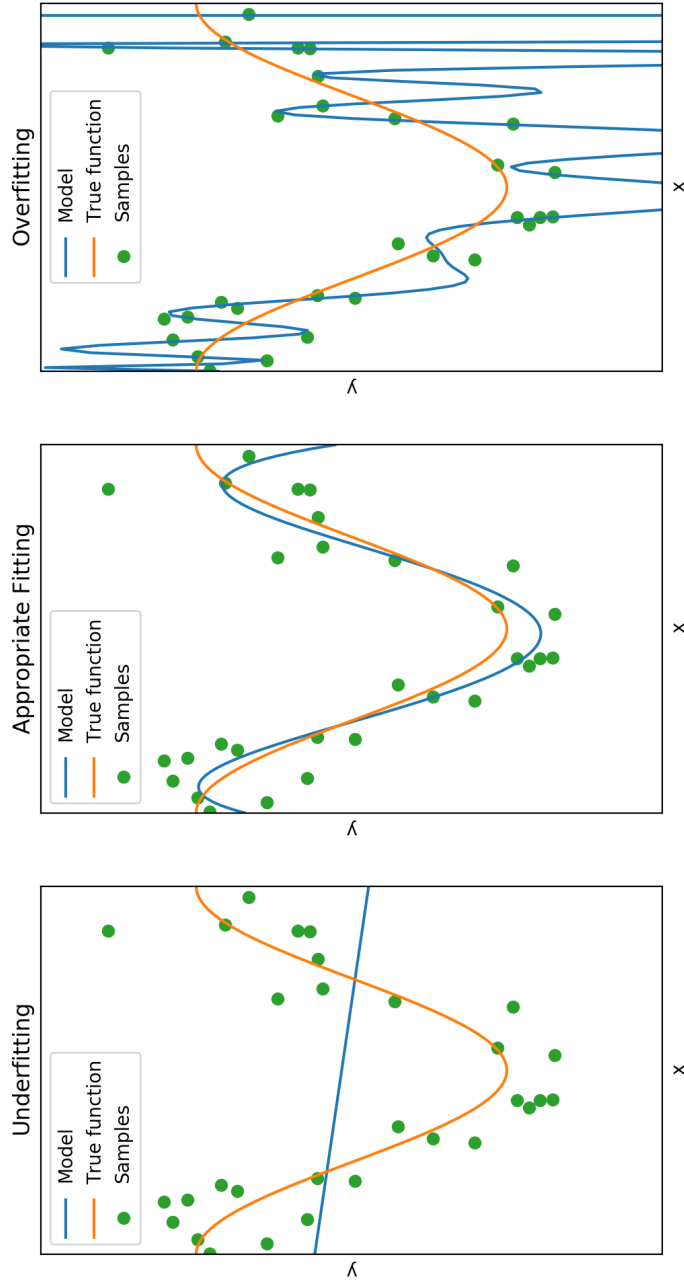 Underfitting
Model
True function
Samples
y
x
Appropriate Fitting
Model
True function
Samples
y
x
Overfitting
Model
True function
Samples
y
x